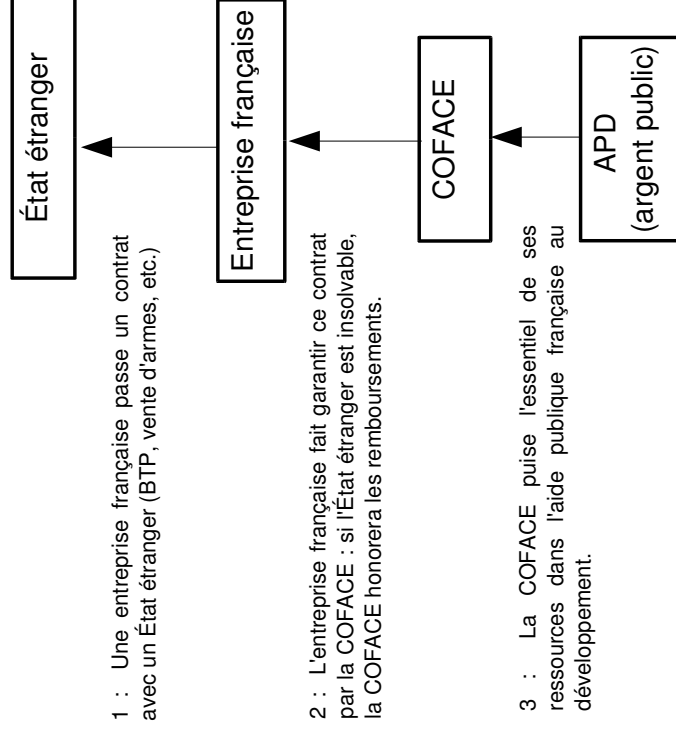 État étranger
1 : Une entreprise française passe un contrat
avec un État étranger (BTP, vente d'armes, etc.)
Entreprise française
2 : L'entreprise française fait garantir ce contrat
par la COFACE : si l'État étranger est insolvable,
la COFACE honorera les remboursements.
COFACE
3 : La COFACE puise l'essentiel de ses
ressources dans l'aide publique française au
développement.
APD
(argent public)